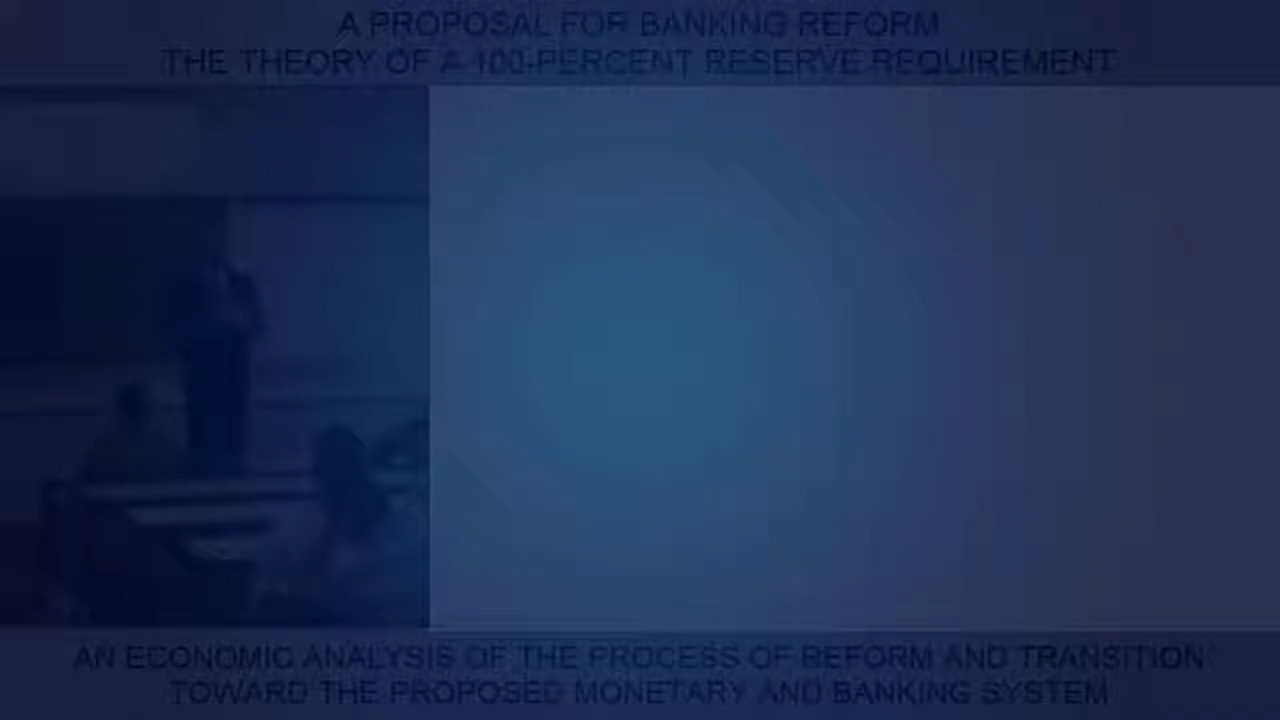 A PROPOSAL FOR BANKING REFORM
THE THEORY OF A 100-PERCENT RESERVE REQUIREMENT
AN ECONOMIC ANALYSIS OF THE PROCESS OF REFORM AND TRANSITION
TOWARD THE PROPOSED MONETARY AND BANKING SYSTEM